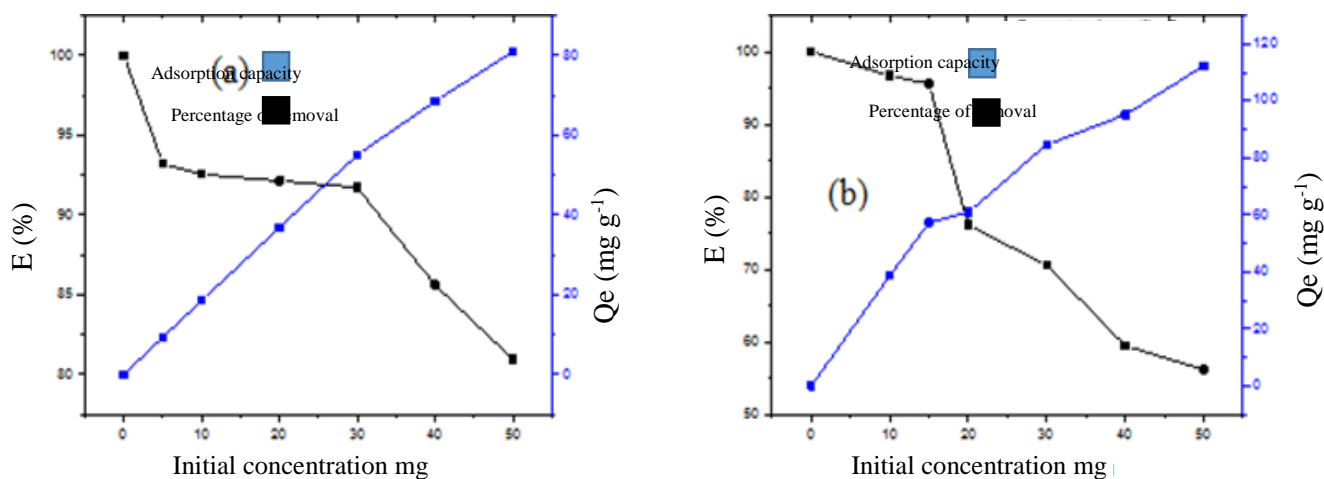 100
95
90
85
80
E (%)
(a)
Adsorption capacity
Percentage of removal
80
60
40
20
0
Qe (mg g-1)
0 10 20 30 40 50
Initial concentration mg
100
90
80
70
60
50
E (%)
(b)
Adsorption capacity
Percentage of removal
120
100
80
60
40
20
0
Qe (mg g-1)
0 10 20 30 40 50
Initial concentration mg